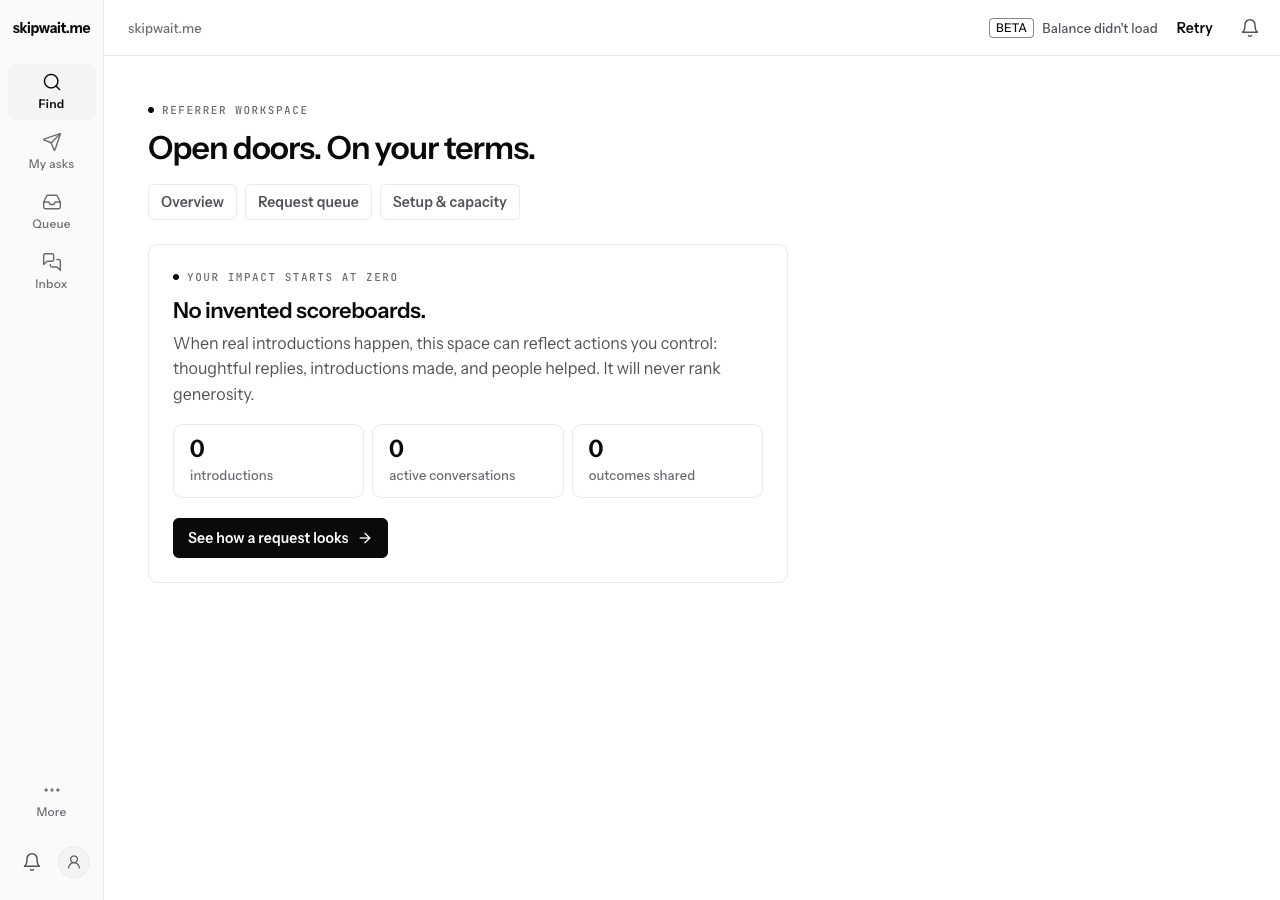 skipwait.me
skipwait.me
BETA
Balance didn't load
Retry
Find
My asks
Queue
Inbox
REFERRER WORKSPACE
Open doors. On your terms.
Overview
Request queue
Setup & capacity
YOUR IMPACT STARTS AT ZERO
No invented scoreboards.
When real introductions happen, this space can reflect actions you control:
thoughtful replies, introductions made, and people helped. It will never rank
generosity.
0
introductions
0
active conversations
0
outcomes shared
See how a request looks
More